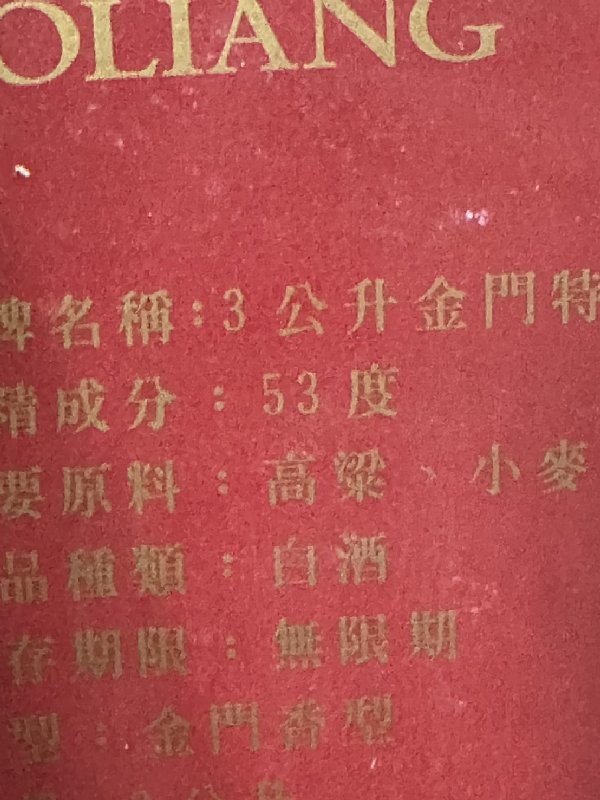 OLIANG
牌名稱:3 公升金門特
精成分：53度
要原料：高粱、小麥
品種類：白酒
存期限：無限期
型：金門香型